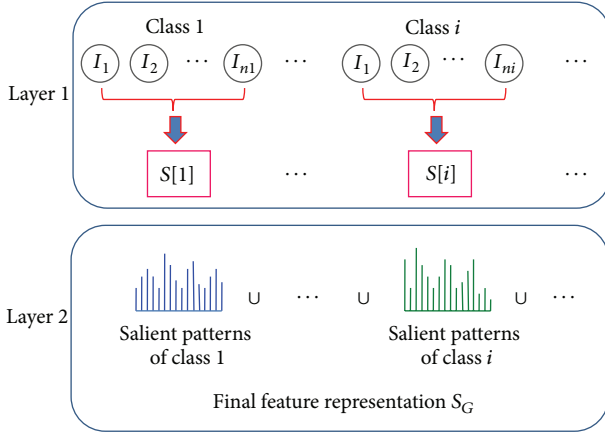 Class 1 Class i
I1 I2 ··· In1 ··· I1 I2 ··· Ini ···
Layer 1
S[1] ··· S[i] ···
Layer 2
∪ ··· ∪ ∪ ···
Salient patterns of class 1
Salient patterns of class i
Final feature representation SG